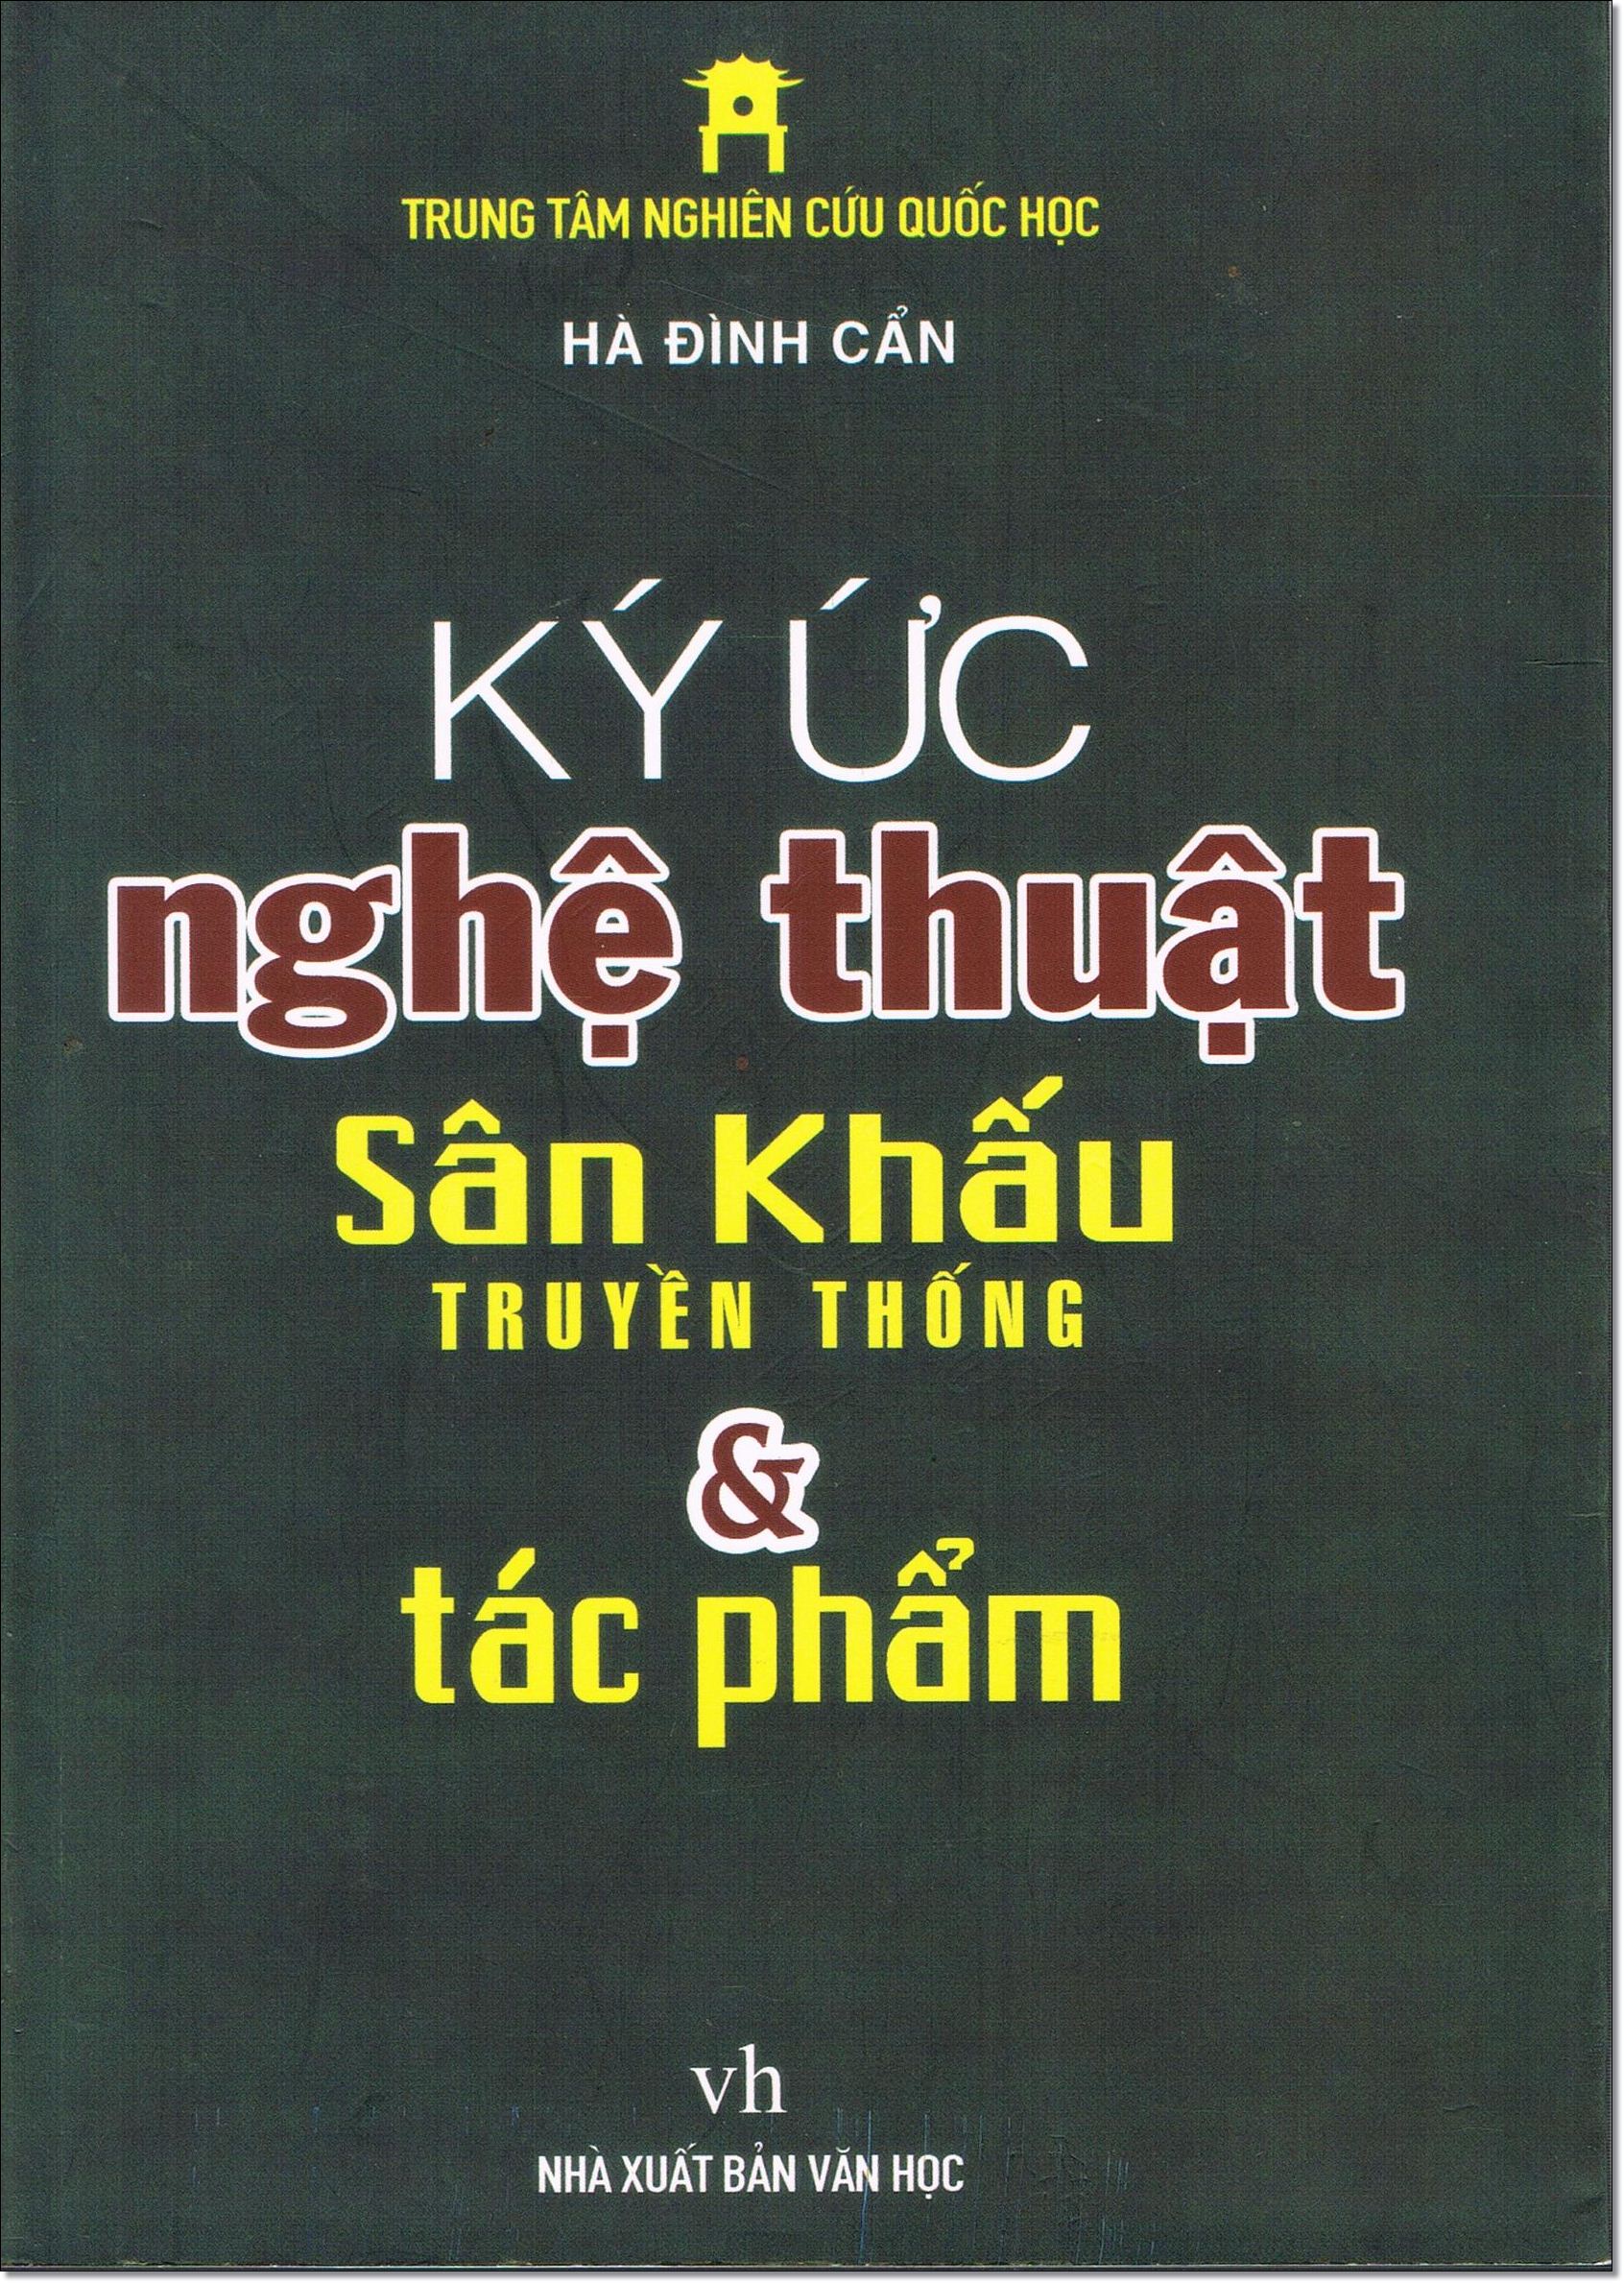 TRUNG TÂM NGHIÊN CỨU QUỐC HỌC
HÀ ĐÌNH CẨN
KÝ ỨC
nghệ thuật
Sân Khấu
TRUYỀN THỐNG
&
tác phẩm
vh
NHÀ XUẤT BẢN VĂN HỌC